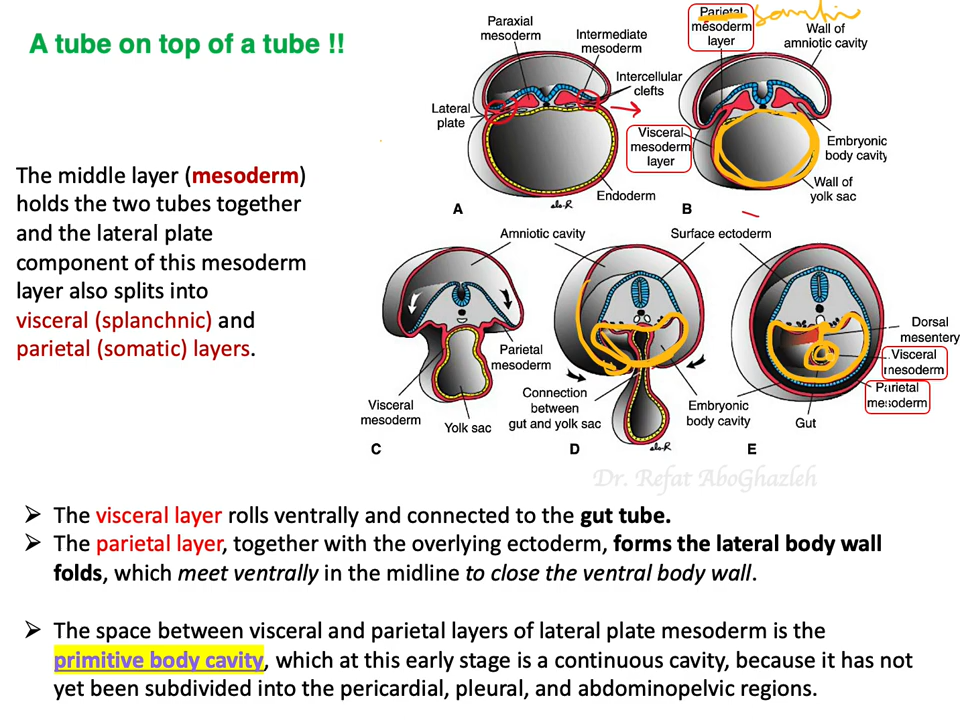 A tube on top of a tube !!
The middle layer (mesoderm)
holds the two tubes together
and the lateral plate
component of this mesoderm
layer also splits into
visceral (splanchnic) and
parietal (somatic) layers.
Paraxial
mesoderm
Intermediate
mesoderm
Intercellular
clefts
Lateral
plate
Endoderm
A
Parietal
mesoderm
layer
Wall of
amniotic cavity
Visceral
mesoderm
layer
Embryonic
body cavity
Wall of
yolk sac
B
Amniotic cavity
Surface ectoderm
Parietal
mesoderm
Visceral
mesoderm
Yolk sac
C
Connection
between
gut and yolk sac
Embryonic
body cavity
D
Dorsal
mesentery
Visceral
mesoderm
Parietal
mesoderm
Gut
E
Dr. Refat AboGhazleh
➢ The visceral layer rolls ventrally and connected to the gut tube.
➢ The parietal layer, together with the overlying ectoderm, forms the lateral body wall
folds, which meet ventrally in the midline to close the ventral body wall.
➢ The space between visceral and parietal layers of lateral plate mesoderm is the
primitive body cavity, which at this early stage is a continuous cavity, because it has not
yet been subdivided into the pericardial, pleural, and abdominopelvic regions.